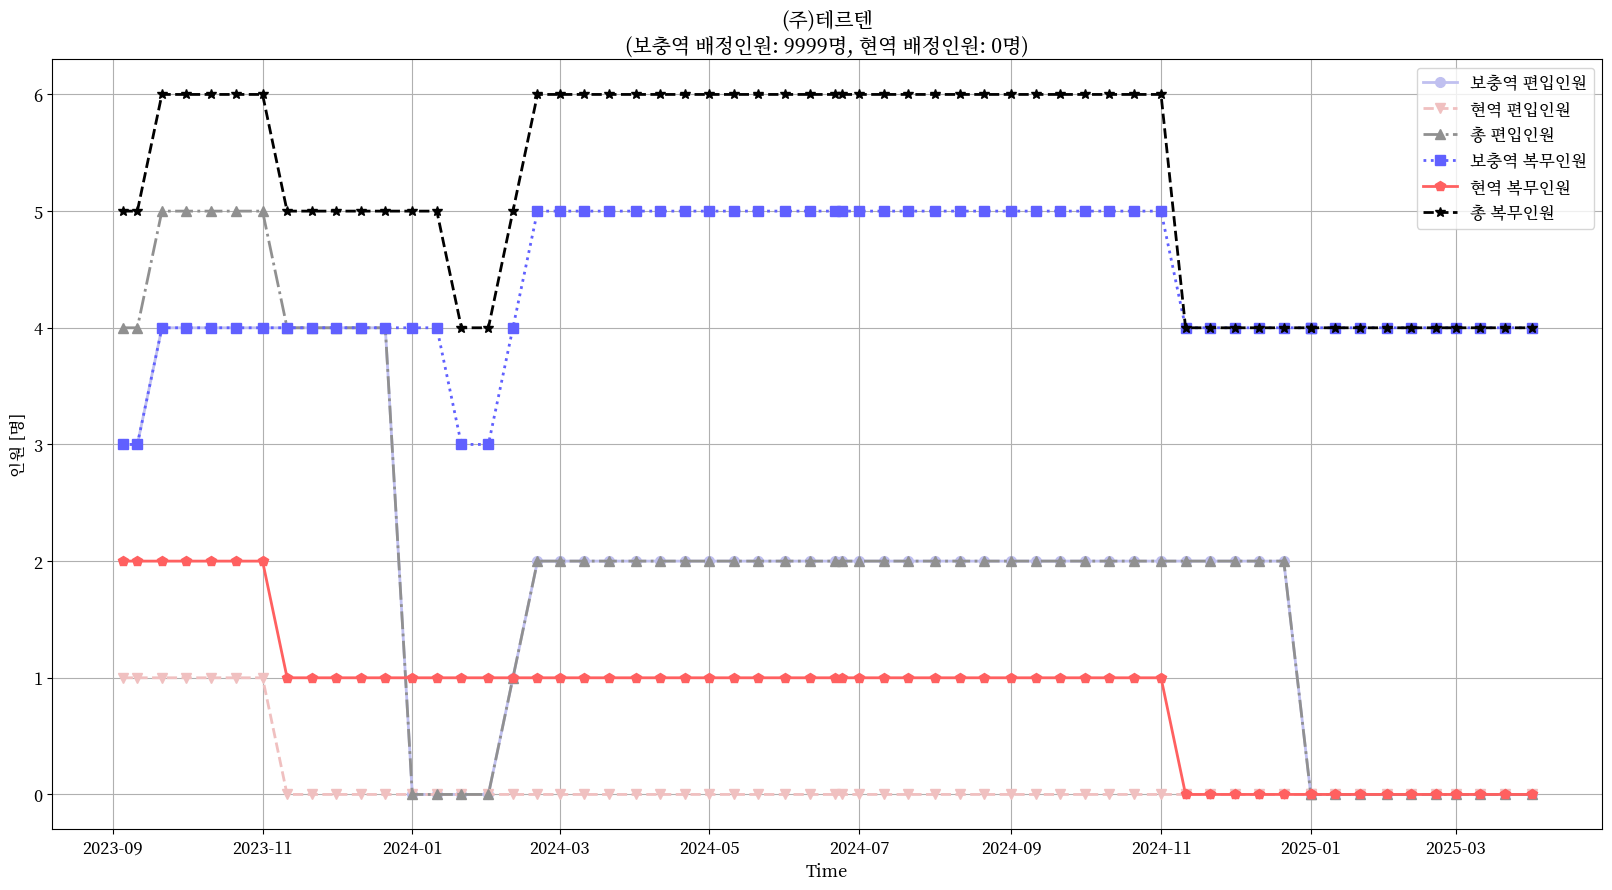 (주)테르텐
(보충역 배정인원: 9999명, 현역 배정인원: 0명)
보충역 편입인원
현역 편입인원
총 편입인원
보충역 복무인원
현역 복무인원
총 복무인원
인원 [명]
6
5
4
3
2
1
0
2023-09 2023-11 2024-01 2024-03 2024-05 2024-07 2024-09 2024-11 2025-01 2025-03
Time